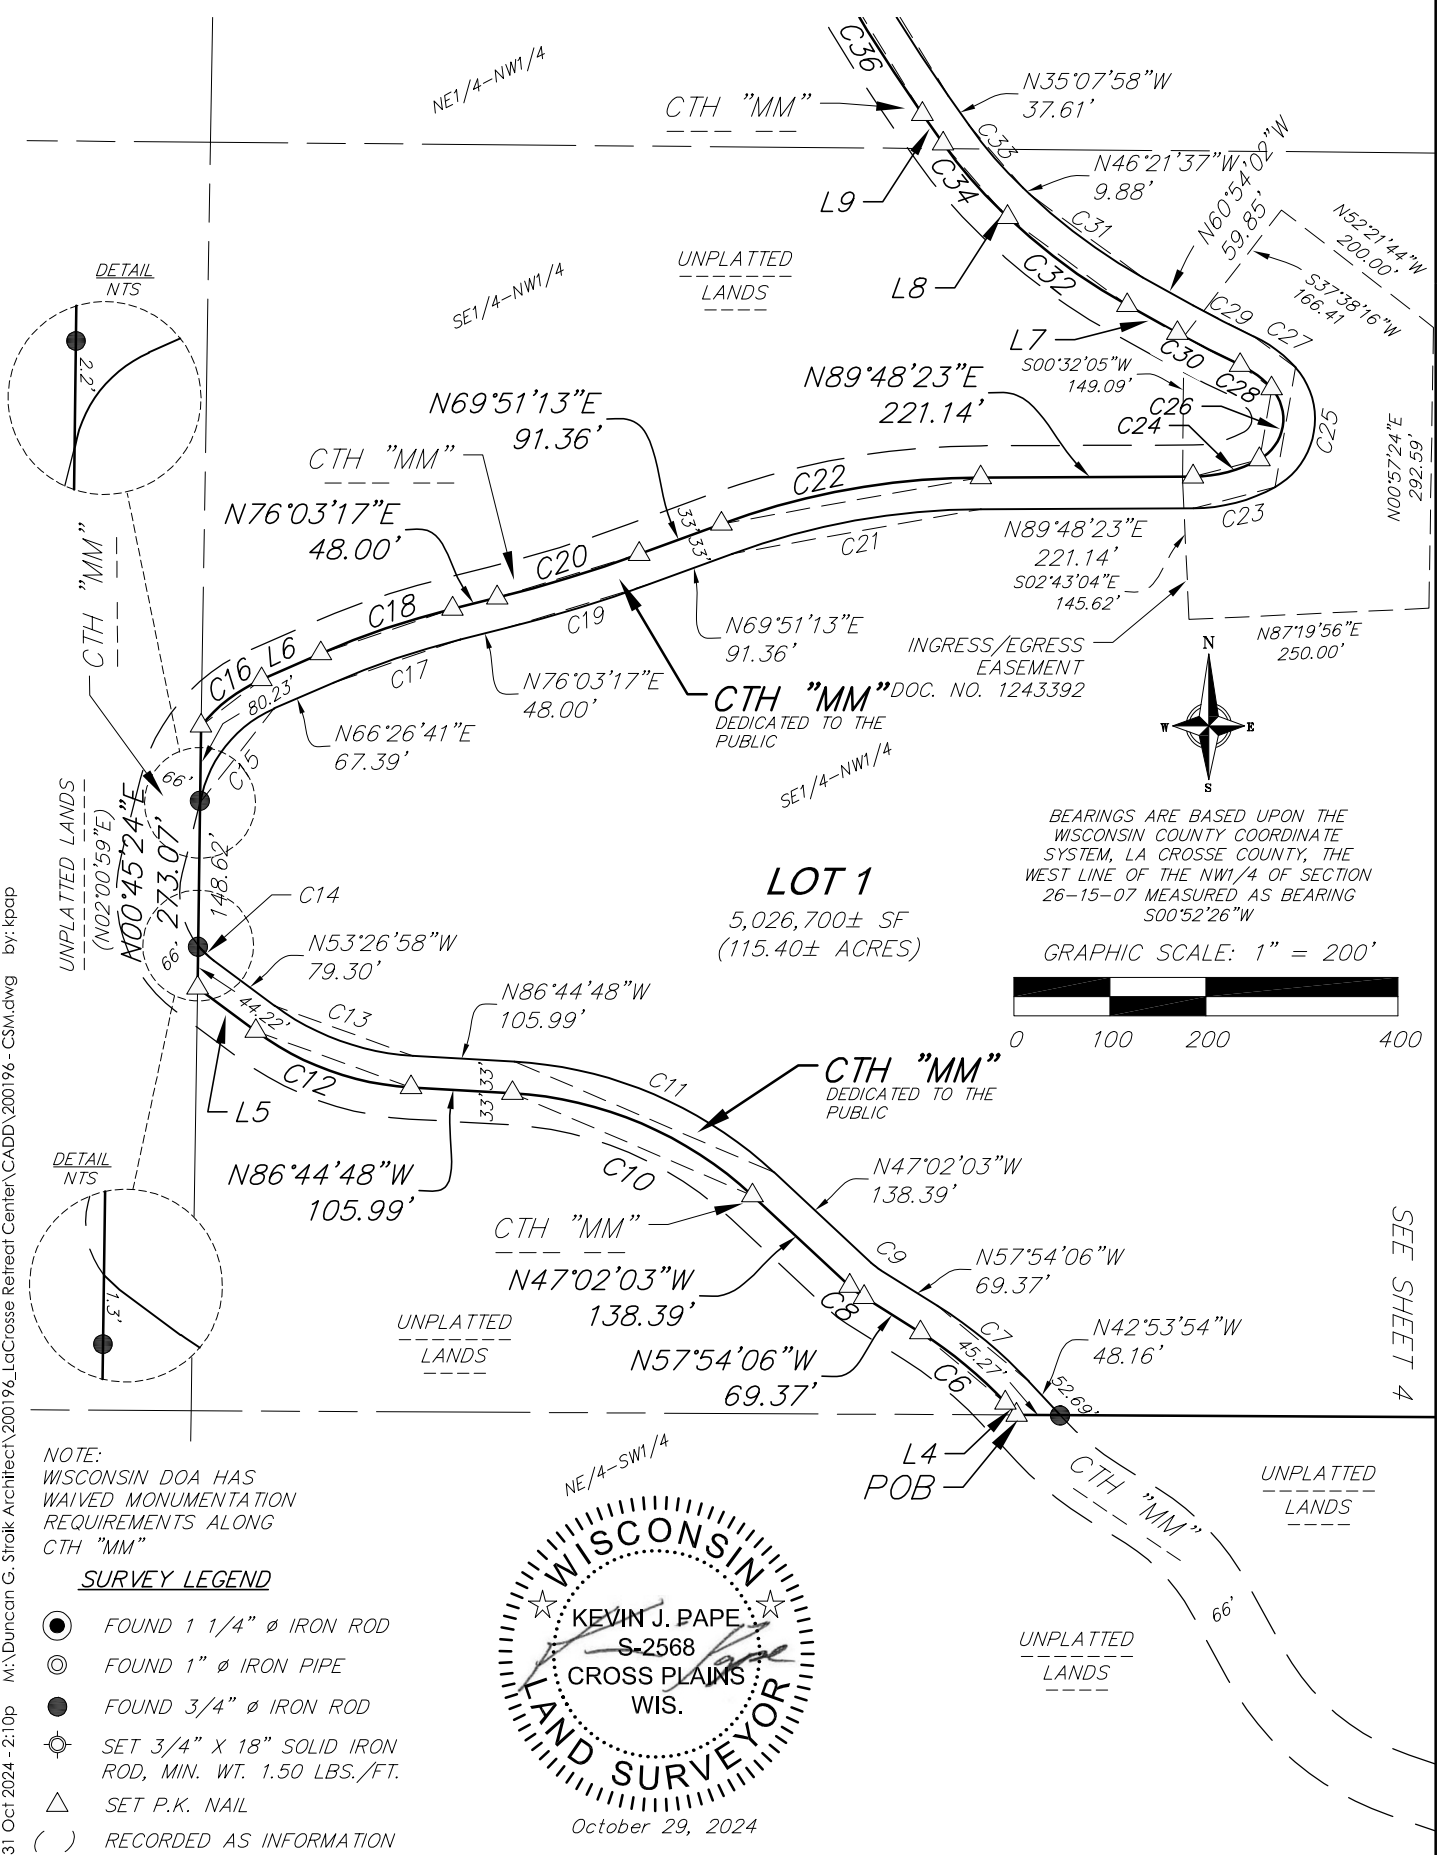 C36
NE1/4-NW1/4
CTH "MM"
N35°07'58"W
37.61'
C33
N46°21'37"W
9.88'
N60°54'02"W
59.85'
C34
L9
C31
N52°21'44"W
200.00'
S37°38'16"W
166.41
UNPLATTED
LANDS
DETAIL
NTS
SE1/4-NW1/4
C32
L8
C29
C27
L7
C30
S00°32'05"W
149.09'
2.2'
N89°48'23"E
221.14'
C28
C26
C24
C25
N69°51'13"E
91.36'
CTH "MM"
C22
N00°57'24"E
292.59'
N76°03'17"E
48.00'
33'
33'
C23
C21
N89°48'23"E
221.14'
C20
S02°43'04"E
145.62'
CTH "MM"
C18
C19
N69°51'13"E
91.36'
INGRESS/EGRESS
EASEMENT
DOC. NO. 1243392
N87°19'56"E
250.00'
N
W
E
S
L6
C16
C17
80.23'
N76°03'17"E
48.00'
CTH "MM"
DEDICATED TO THE
PUBLIC
N66°26'41"E
67.39'
SE1/4-NW1/4
66'
C15
UNPLATTED LANDS
(N02°00'59"E)
N00°45'24"E
273.07'
148.62'
BEARINGS ARE BASED UPON THE
WISCONSIN COUNTY COORDINATE
SYSTEM, LA CROSSE COUNTY, THE
WEST LINE OF THE NW1/4 OF SECTION
26-15-07 MEASURED AS BEARING
S00°52'26"W
LOT 1
5,026,700± SF
(115.40± ACRES)
C14
66'
N53°26'58"W
79.30'
GRAPHIC SCALE: 1" = 200'
0 100 200 400
N86°44'48"W
105.99'
44.22'
C13
C12
L5
33'
33'
C11
CTH "MM"
DEDICATED TO THE
PUBLIC
DETAIL
NTS
N86°44'48"W
105.99'
C10
N47°02'03"W
138.39'
CTH "MM"
1.3'
C9
N57°54'06"W
69.37'
N47°02'03"W
138.39'
C8
UNPLATTED
LANDS
C7
N42°53'54"W
48.16'
45.27'
N57°54'06"W
69.37'
C6
52.69'
SEE SHEET 4
L4
POB
NE/4-SW1/4
CTH "MM"
UNPLATTED
LANDS
66'
UNPLATTED
LANDS
NOTE:
WISCONSIN DOA HAS
WAIVED MONUMENTATION
REQUIREMENTS ALONG
CTH "MM"
SURVEY LEGEND
FOUND 1 1/4" ø IRON ROD
FOUND 1" ø IRON PIPE
FOUND 3/4" ø IRON ROD
SET 3/4" X 18" SOLID IRON
ROD, MIN. WT. 1.50 LBS./FT.
SET P.K. NAIL
( ) RECORDED AS INFORMATION
WISCONSIN
KEVIN J. PAPE
S-2568
CROSS PLAINS
WIS.
LAND SURVEYOR
October 29, 2024
31 Oct 2024 - 2:10p M:\Duncan G. Stroik Architect\200196_LaCrosse Retreat Center\CADD\200196 - CSM.dwg by: kpap